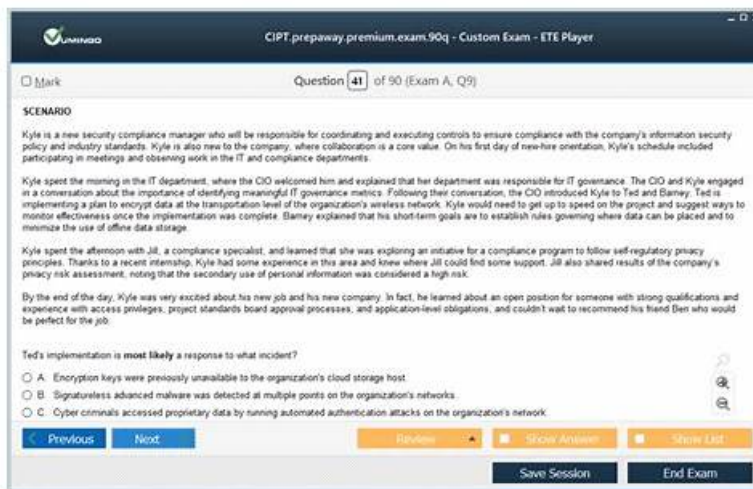 VUMINGO
CIPT.prepaway.premium.exam.90q - Custom Exam - ETE Player
Mark
Question 41 of 90 (Exam A, Q9)
SCENARIO
Kyle is a new security compliance manager who will be responsible for coordinating and executing controls to ensure compliance with the company's information security
policy and industry standards. Kyle is also new to the company, where collaboration is a core value. On his first day of new-hire orientation, Kyle's schedule included
participating in meetings and observing work in the IT and compliance departments.
Kyle spent the morning in the IT department, where the CIO welcomed him and explained that her department was responsible for IT governance. The CIO and Kyle engaged
in a conversation about the importance of identifying meaningful IT governance metrics. Following their conversation, the CIO introduced Kyle to Ted and Barney. Ted is
implementing a plan to encrypt data at the transportation level of the organization's wireless network. Kyle would need to get up to speed on the project and suggest ways to
monitor effectiveness once the implementation was complete. Barney explained that his short-term goals are to establish rules governing where data can be placed and to
minimize the use of offline data storage.
Kyle spent the afternoon with Jill, a compliance specialist, and learned that she was exploring an initiative for a compliance program to follow self-regulatory privacy
principles. Thanks to a recent internship, Kyle had some experience in this area and knew where Jill could find some support. Jill also shared results of the company's
privacy risk assessment, noting that the secondary use of personal information was considered a high risk.
By the end of the day, Kyle was very excited about his new job and his new company. In fact, he learned about an open position for someone with strong qualifications and
experience with access privileges, project standards board approval processes, and application-level obligations, and couldn't wait to recommend his friend Ben who would
be perfect for the job.
Ted's implementation is most likely a response to what incident?
A. Encryption keys were previously unavailable to the organization's cloud storage host.
B. Signatureless advanced malware was detected at multiple points on the organization's networks.
C. Cyber criminals accessed proprietary data by running automated authentication attacks on the organization's network.
Previous Next Review Show Answer Show List
Save Session End Exam